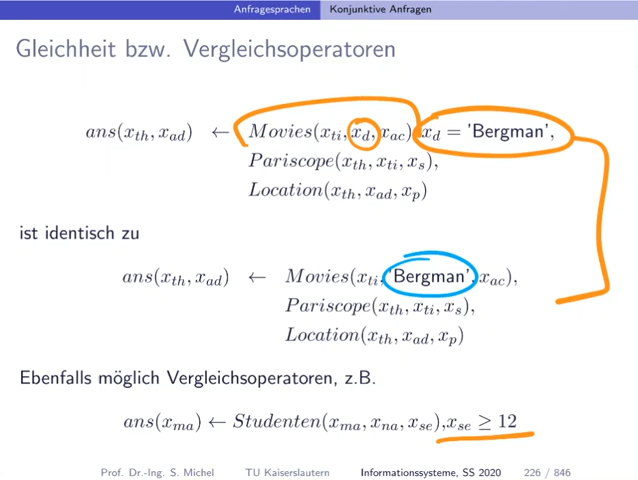 Anfragesprachen Konjunktive Anfragen
Gleichheit bzw. Vergleichsoperatoren
ans(x_th, x_ad) ← Movies(x_ti, x_d, x_ac), x_d = 'Bergman',
Pariscope(x_th, x_ti, x_s),
Location(x_th, x_ad, x_p)
ist identisch zu
ans(x_th, x_ad) ← Movies(x_ti, 'Bergman', x_ac),
Pariscope(x_th, x_ti, x_s),
Location(x_th, x_ad, x_p)
Ebenfalls möglich Vergleichsoperatoren, z.B.
ans(x_ma) ← Studenten(x_ma, x_na, x_se), x_se ≥ 12
Prof. Dr.-Ing. S. Michel TU Kaiserslautern Informationssysteme, SS 2020 226 / 846